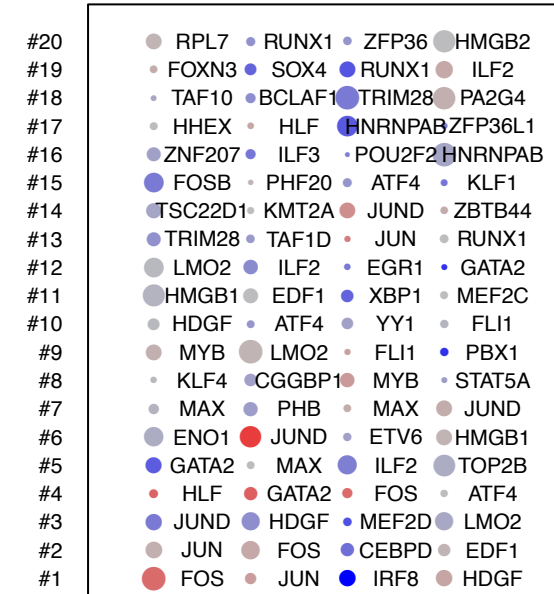 #20 RPL7 RUNX1 ZFP36 HMGB2
#19 FOXN3 SOX4 RUNX1 ILF2
#18 TAF10 BCLAF1 TRIM28 PA2G4
#17 HHEX HLF HNRNPAB ZFP36L1
#16 ZNF207 ILF3 POU2F2 HNRNPAB
#15 FOSB PHF20 ATF4 KLF1
#14 TSC22D1 KMT2A JUND ZBTB44
#13 TRIM28 TAF1D JUN RUNX1
#12 LMO2 ILF2 EGR1 GATA2
#11 HMGB1 EDF1 XBP1 MEF2C
#10 HDGF ATF4 YY1 FLI1
#9 MYB LMO2 FLI1 PBX1
#8 KLF4 CGGBP1 MYB STAT5A
#7 MAX PHB MAX JUND
#6 ENO1 JUND ETV6 HMGB1
#5 GATA2 MAX ILF2 TOP2B
#4 HLF GATA2 FOS ATF4
#3 JUND HDGF MEF2D LMO2
#2 JUN FOS CEBPD EDF1
#1 FOS JUN IRF8 HDGF